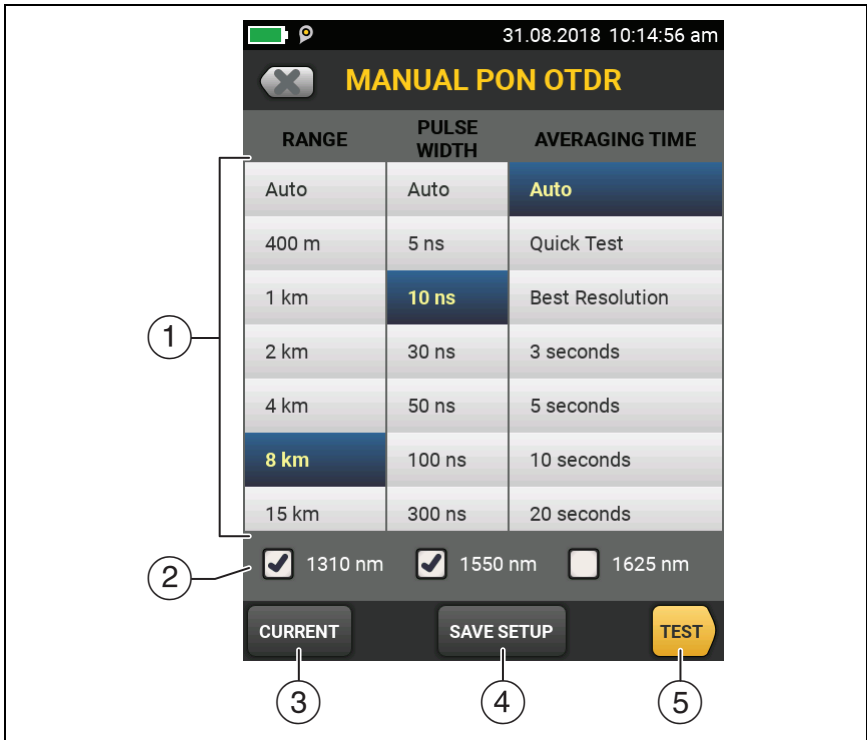 31.08.2018 10:14:56 am
MANUAL PON OTDR
RANGE PULSE WIDTH AVERAGING TIME
Auto Auto Auto
400 m 5 ns Quick Test
1 km 10 ns Best Resolution
2 km 30 ns 3 seconds
4 km 50 ns 5 seconds
8 km 100 ns 10 seconds
15 km 300 ns 20 seconds
1
1310 nm 1550 nm 1625 nm
2
CURRENT SAVE SETUP TEST
3 4 5